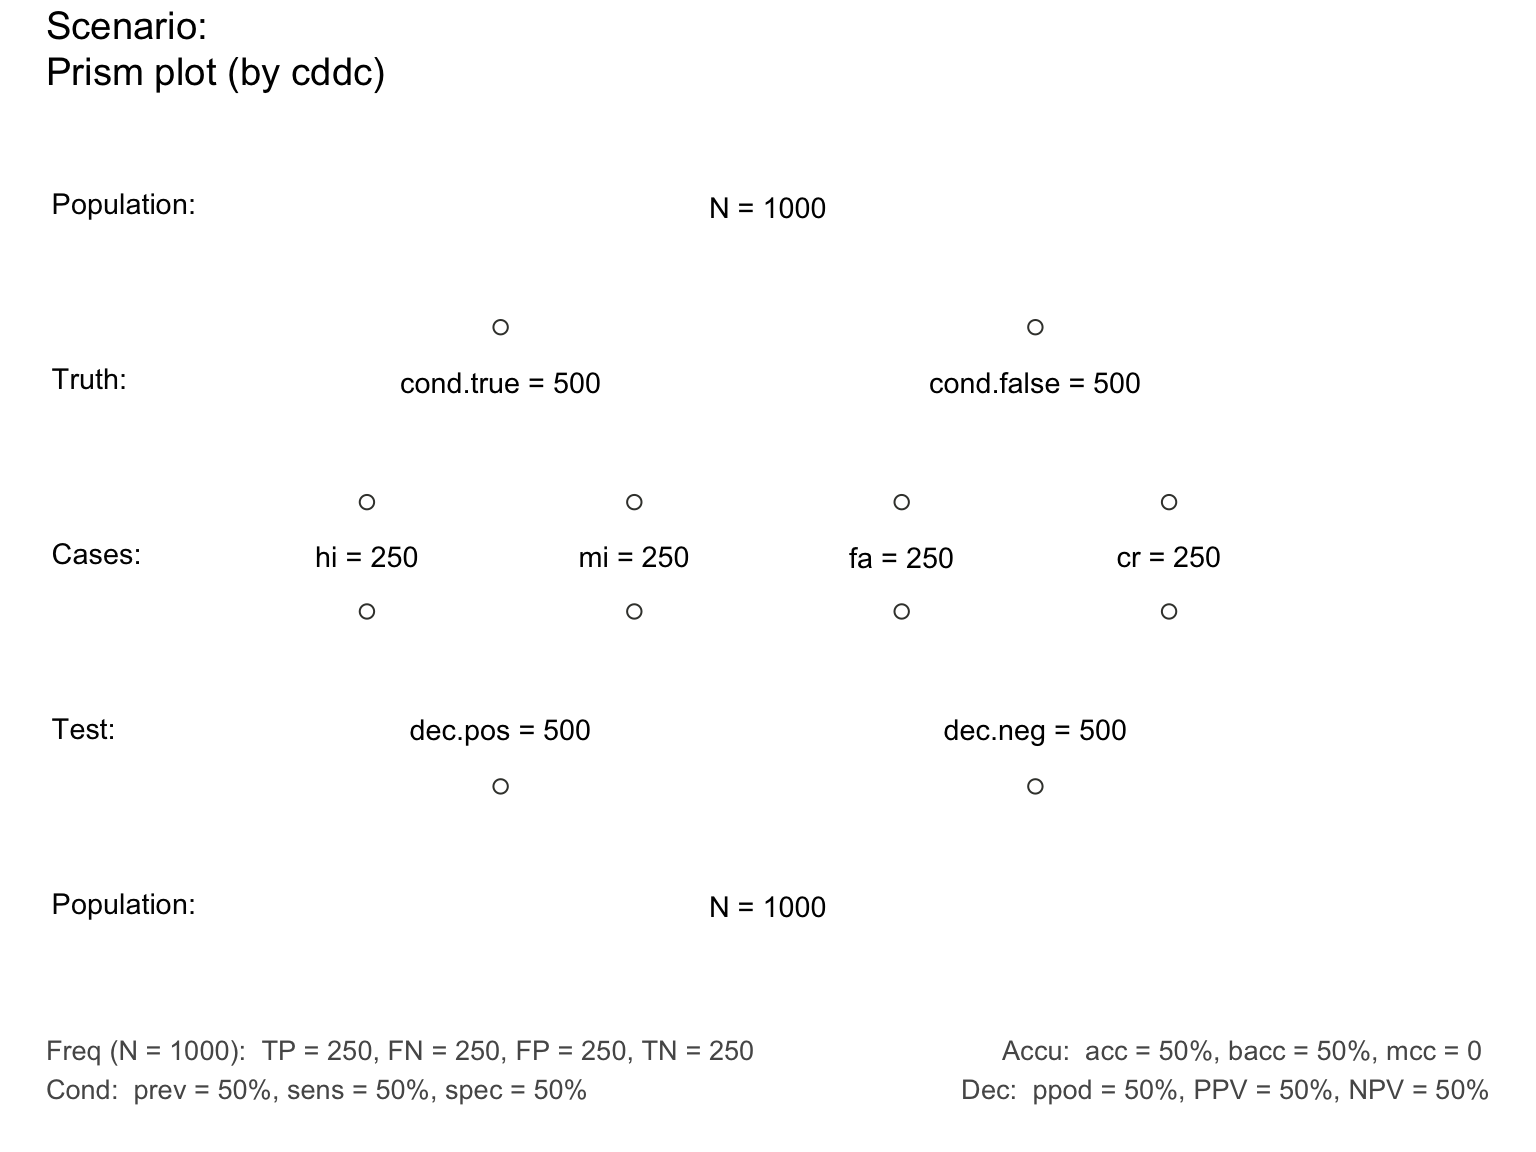 Scenario:
Prism plot (by cddc)
Population:
N = 1000
Truth:
cond.true = 500
cond.false = 500
Cases:
hi = 250
mi = 250
fa = 250
cr = 250
Test:
dec.pos = 500
dec.neg = 500
Population:
N = 1000
Freq (N = 1000):  TP = 250, FN = 250, FP = 250, TN = 250
Accu:  acc = 50%, bacc = 50%, mcc = 0
Cond:  prev = 50%, sens = 50%, spec = 50%
Dec:  ppod = 50%, PPV = 50%, NPV = 50%